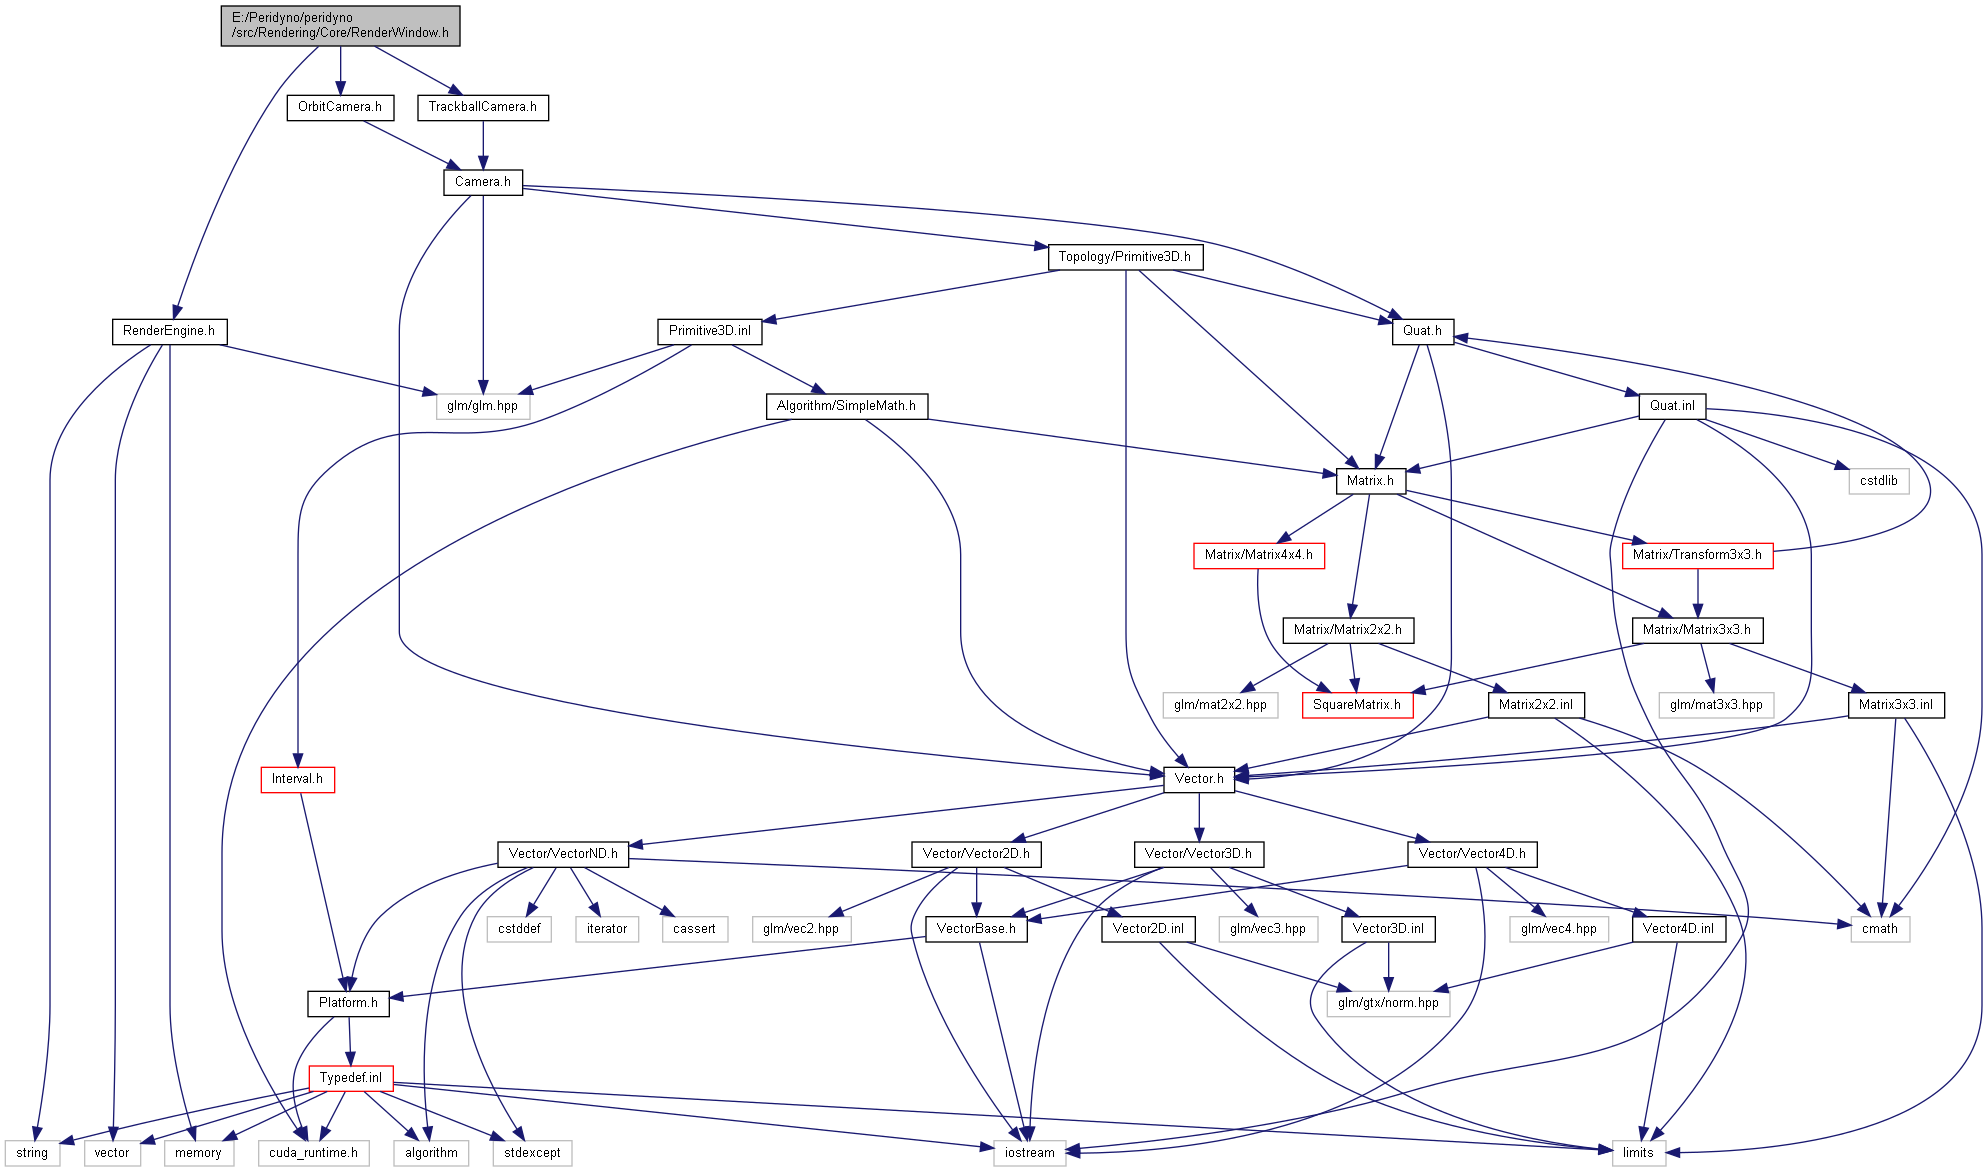 E:/Peridyno/peridyno
/src/Rendering/Core/RenderWindow.h
OrbitCamera.h
TrackballCamera.h
Camera.h
Topology/Primitive3D.h
RenderEngine.h
Primitive3D.inl
Quat.h
glm/glm.hpp
Algorithm/SimpleMath.h
Quat.inl
Matrix.h
cstdlib
Matrix/Matrix4x4.h
Matrix/Transform3x3.h
Matrix/Matrix2x2.h
Matrix/Matrix3x3.h
glm/mat2x2.hpp
SquareMatrix.h
Matrix2x2.inl
glm/mat3x3.hpp
Matrix3x3.inl
Interval.h
Vector.h
Vector/VectorND.h
Vector/Vector2D.h
Vector/Vector3D.h
Vector/Vector4D.h
cstddef
iterator
cassert
glm/vec2.hpp
VectorBase.h
Vector2D.inl
glm/vec3.hpp
Vector3D.inl
glm/vec4.hpp
Vector4D.inl
cmath
Platform.h
glm/gtx/norm.hpp
Typedef.inl
string
vector
memory
cuda_runtime.h
algorithm
stdexcept
iostream
limits